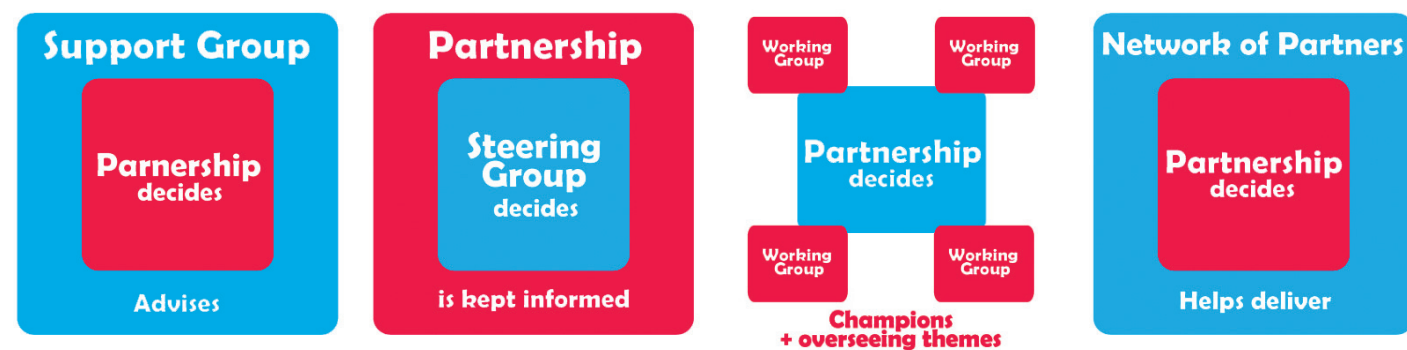 Support Group
Parnership
decides
Advises
Partnership
Steering
Group
decides
is kept informed
Working
Group
Working
Group
Partnership
decides
Working
Group
Working
Group
Champions
+ overseeing themes
Network of Partners
Partnership
decides
Helps deliver